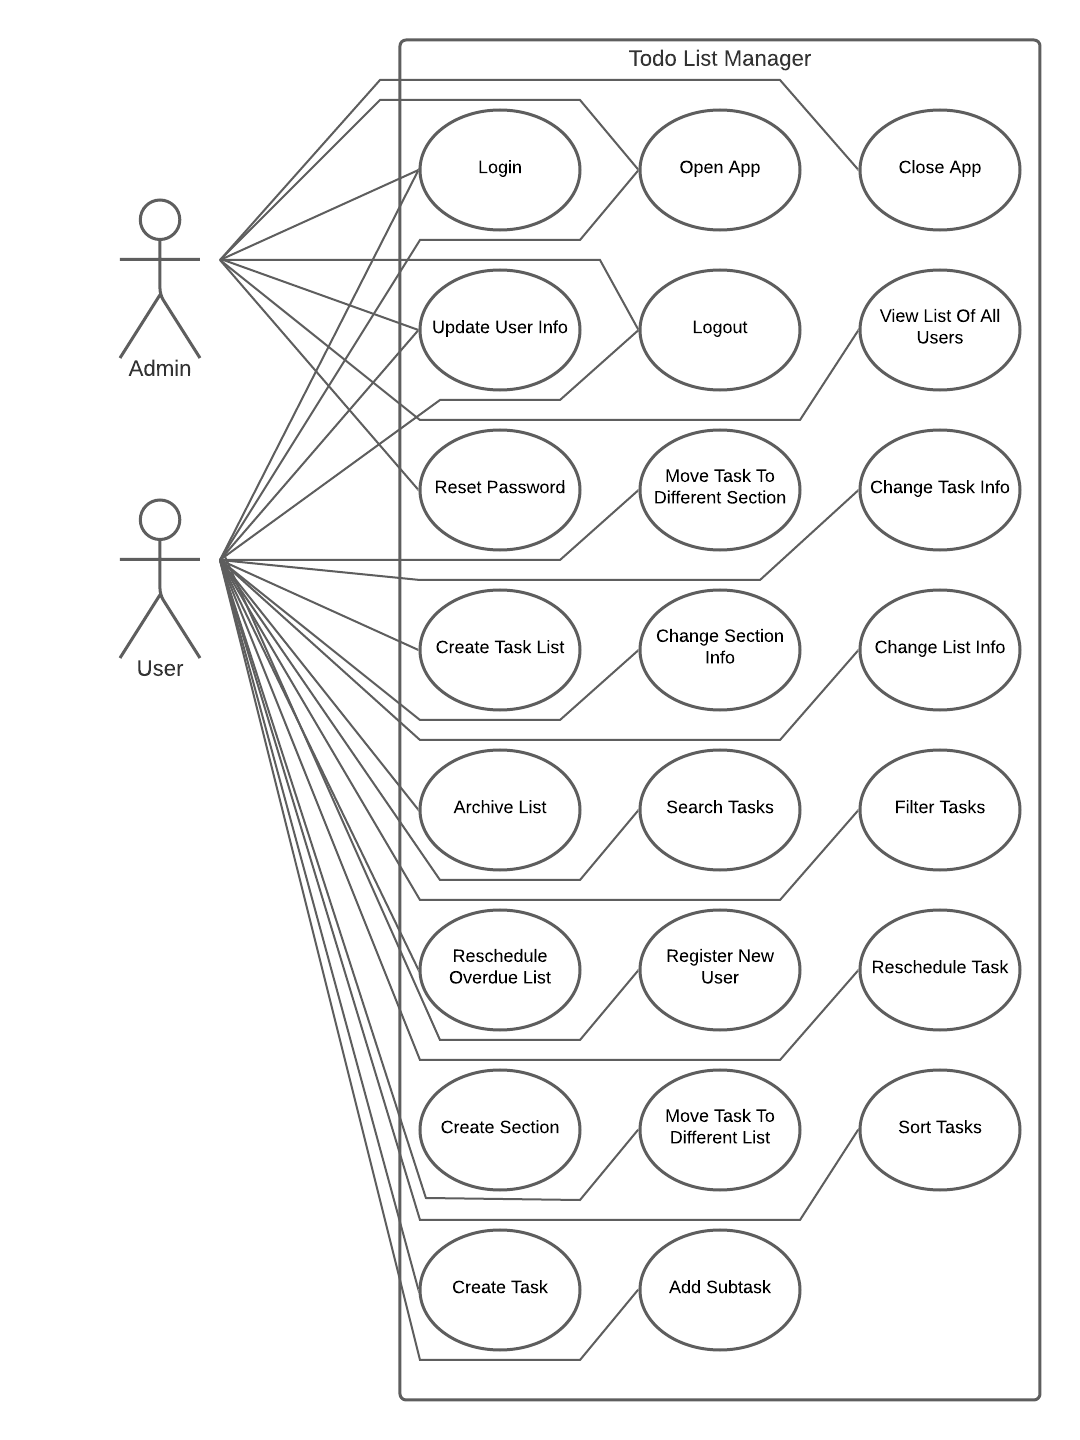 Todo List Manager
Login
Open App
Close App
Admin
Update User Info
Logout
View List Of All
Users
Reset Password
Move Task To
Different Section
Change Task Info
User
Create Task List
Change Section
Info
Change List Info
Archive List
Search Tasks
Filter Tasks
Reschedule
Overdue List
Register New
User
Reschedule Task
Create Section
Move Task To
Different List
Sort Tasks
Create Task
Add Subtask